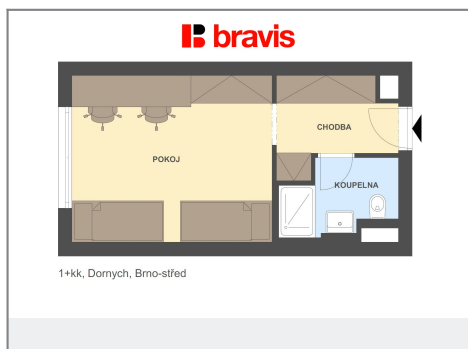 bravis
CHODBA
POKOJ
KOUPELNA
1+kk, Dornych, Brno-střed